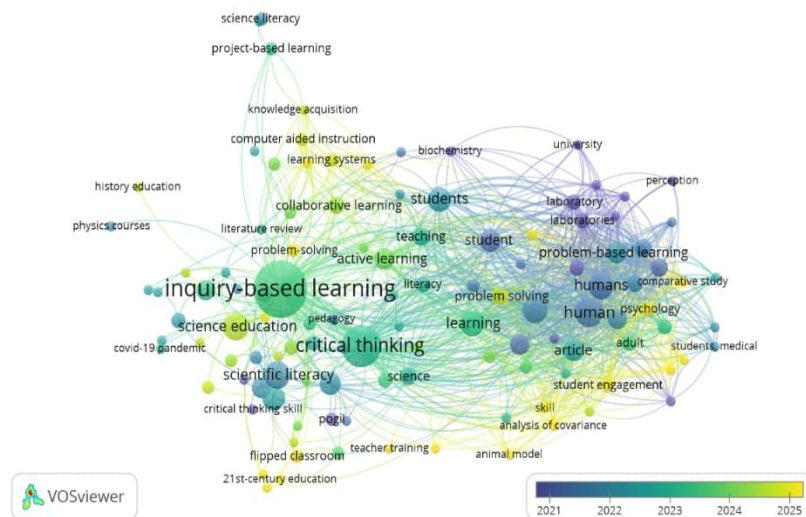 science literacy
project-based learning
knowledge acquisition
computer aided instruction
learning systems
biochemistry
university
perception
history education
collaborative learning
students
laboratory
laboratories
physics courses
literature review
teaching
student
problem-solving
active learning
problem-based learning
inquiry-based learning
literacy
problem solving
humans
comparative study
human
psychology
pedagogy
science education
learning
critical thinking
article
adult
students, medical
covid-19 pandemic
scientific literacy
science
student engagement
critical thinking skill
pogil
skill
analysis of covariance
flipped classroom
teacher training
animal model
21st-century education
VOSviewer
2021 2022 2023 2024 2025